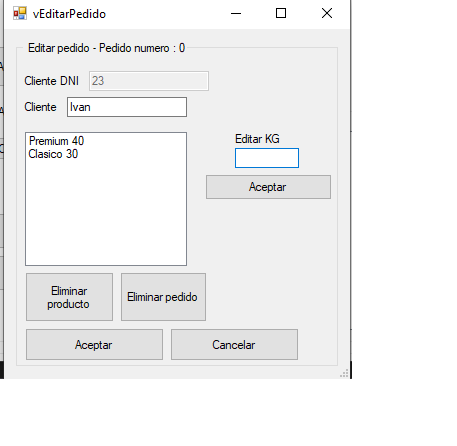 vEditarPedido
Editar pedido - Pedido numero : 0
Cliente DNI 23
Cliente Ivan
Premium 40
Clasico 30
Editar KG
Aceptar
Eliminar
producto
Eliminar pedido
Aceptar
Cancelar